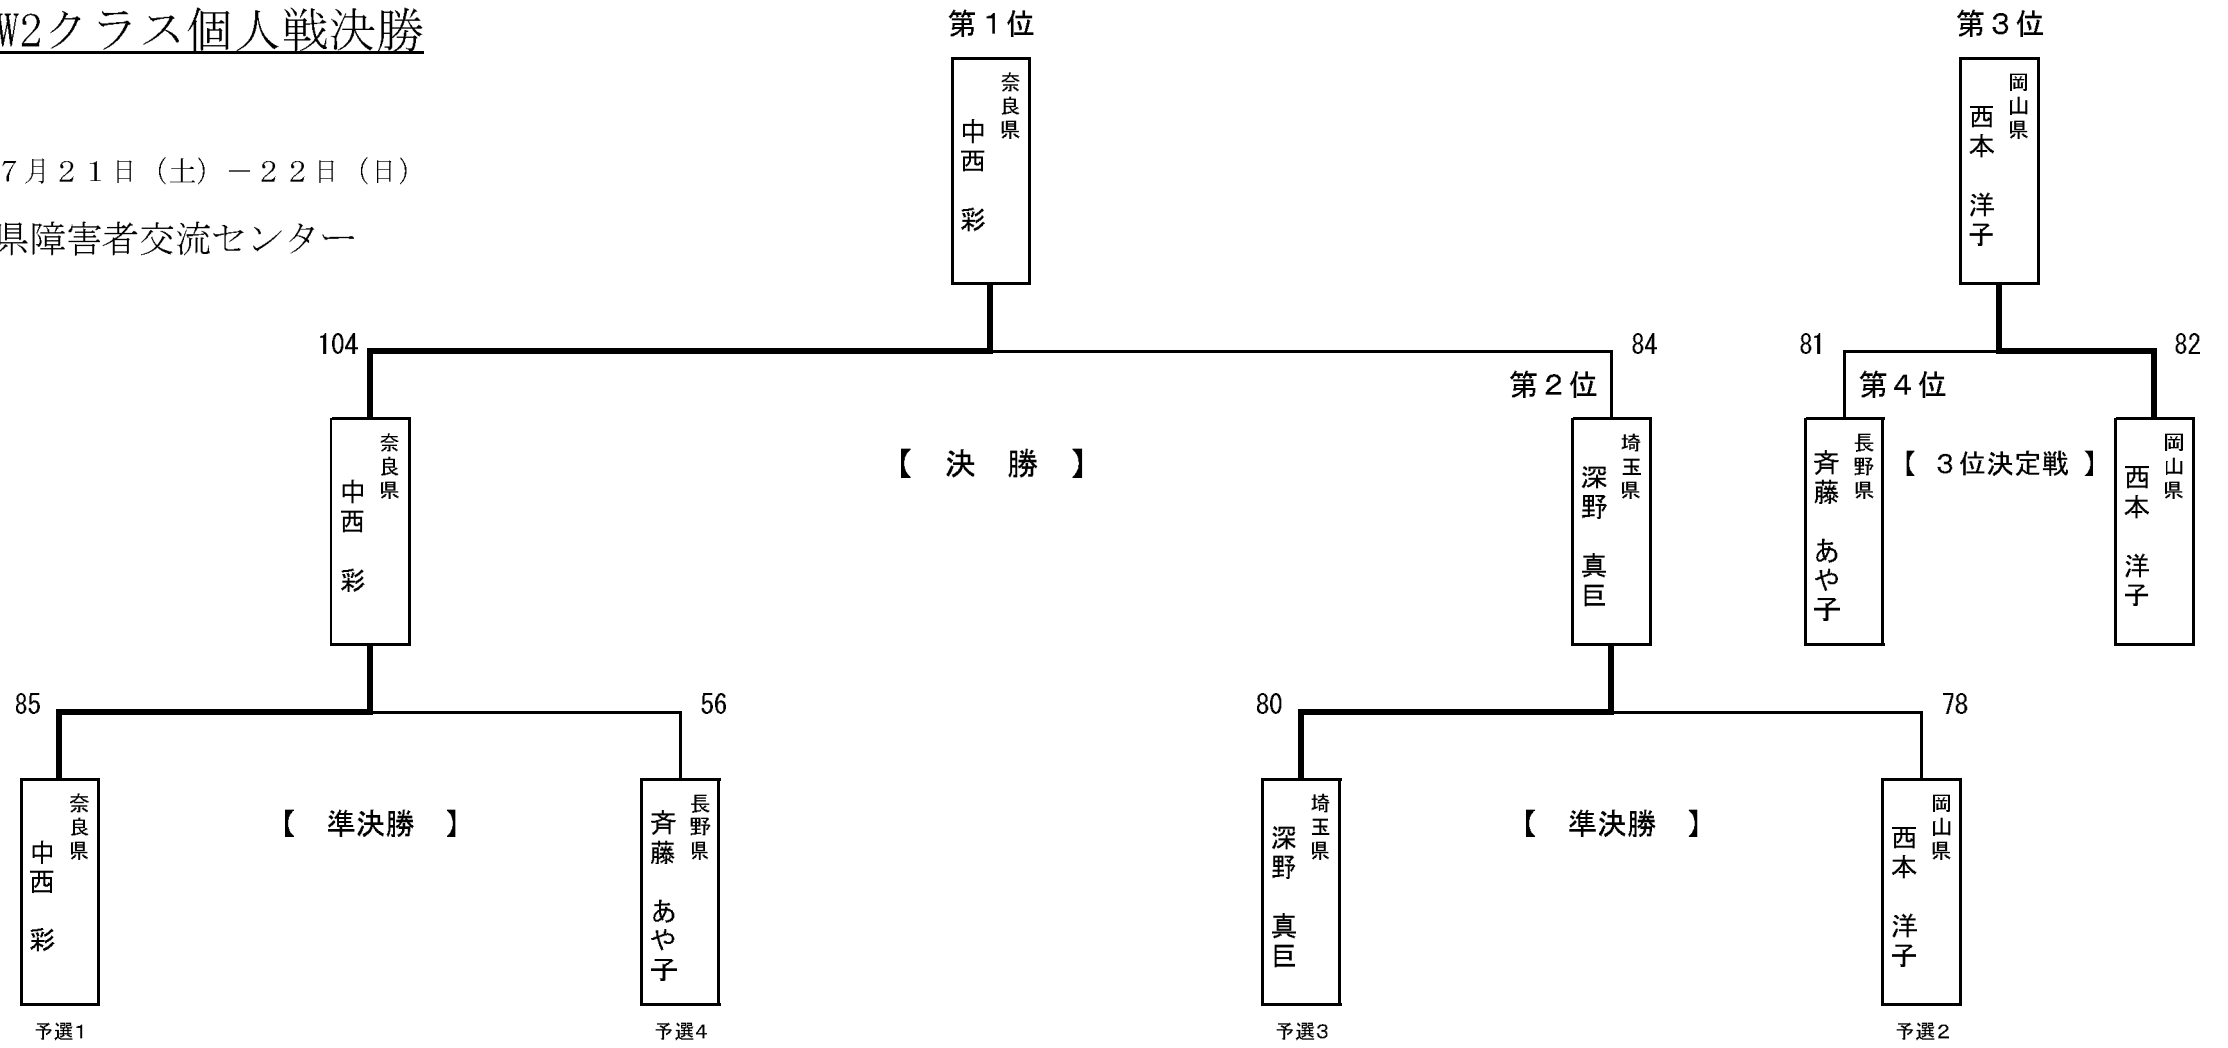 W2クラス個人戦決勝
7月21日（土）－22日（日）
県障害者交流センター
第１位
奈良県
中西　彩
第３位
岡山県
西本　洋子
104
84
第２位
81
82
第４位
奈良県
中西　彩
【　決　勝　】
埼玉県
深野　真巨
長野県
斉藤　あや子
【　３位決定戦　】
岡山県
西本　洋子
85
56
80
78
奈良県
中西　彩
予選1
【　準決勝　】
長野県
斉藤　あや子
予選4
埼玉県
深野　真巨
予選3
【　準決勝　】
岡山県
西本　洋子
予選2